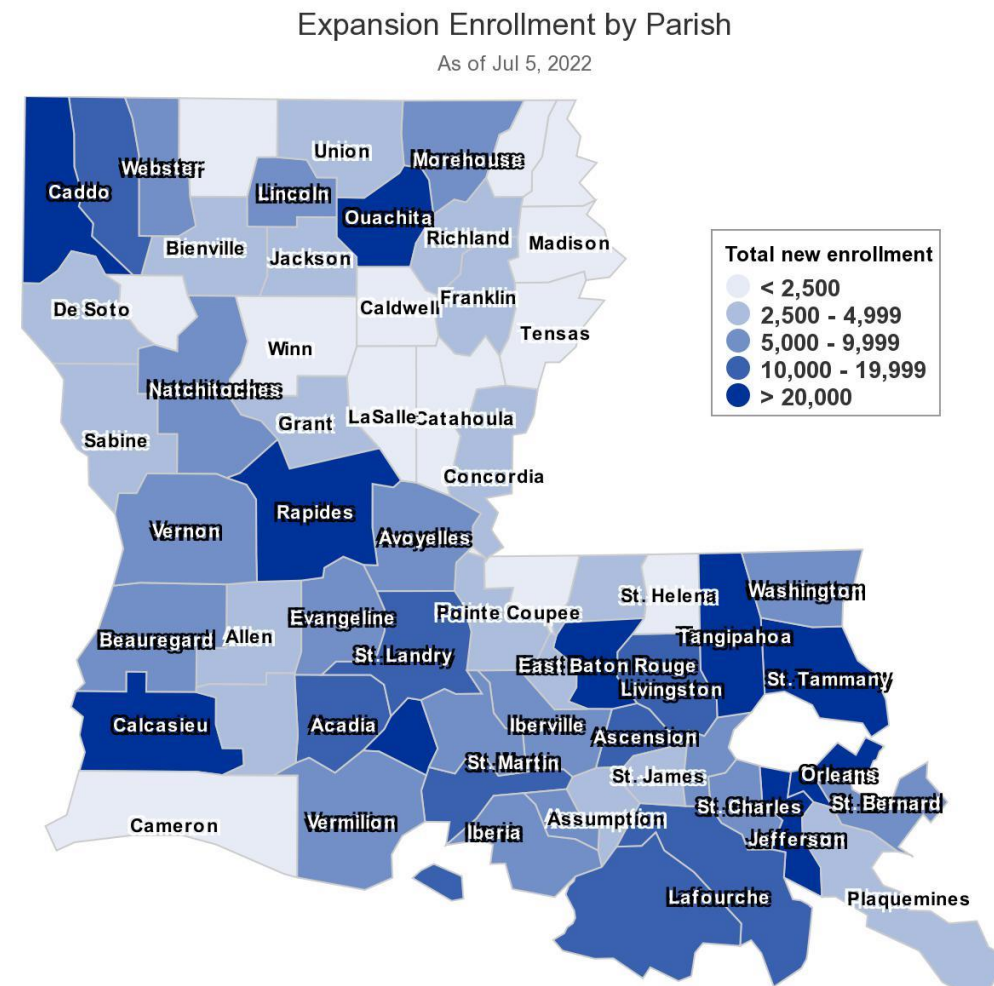 Expansion Enrollment by Parish
As of Jul 5, 2022
Union
Morehouse
Webster
Caddo
Lincoln
Ouachita
Richland
Madison
Bienville
Jackson
Total new enrollment
< 2,500
2,500 - 4,999
5,000 - 9,999
10,000 - 19,999
> 20,000
De Soto
Caldwell
Franklin
Tensas
Winn
Natchitoches
LaSalle
Catahoula
Grant
Sabine
Concordia
Rapides
Vernon
Avoyelles
Washington
St. Helena
Pointe Coupee
Evangeline
Beauregard
Allen
Tangipahoa
St. Landry
East Baton Rouge
St. Tammany
Livingston
Calcasieu
Acadia
Iberville
Ascension
St. Martin
St. James
Orleans
St. Charles
St. Bernard
Assumption
Cameron
Vermilion
Iberia
Jefferson
Lafourche
Plaquemines